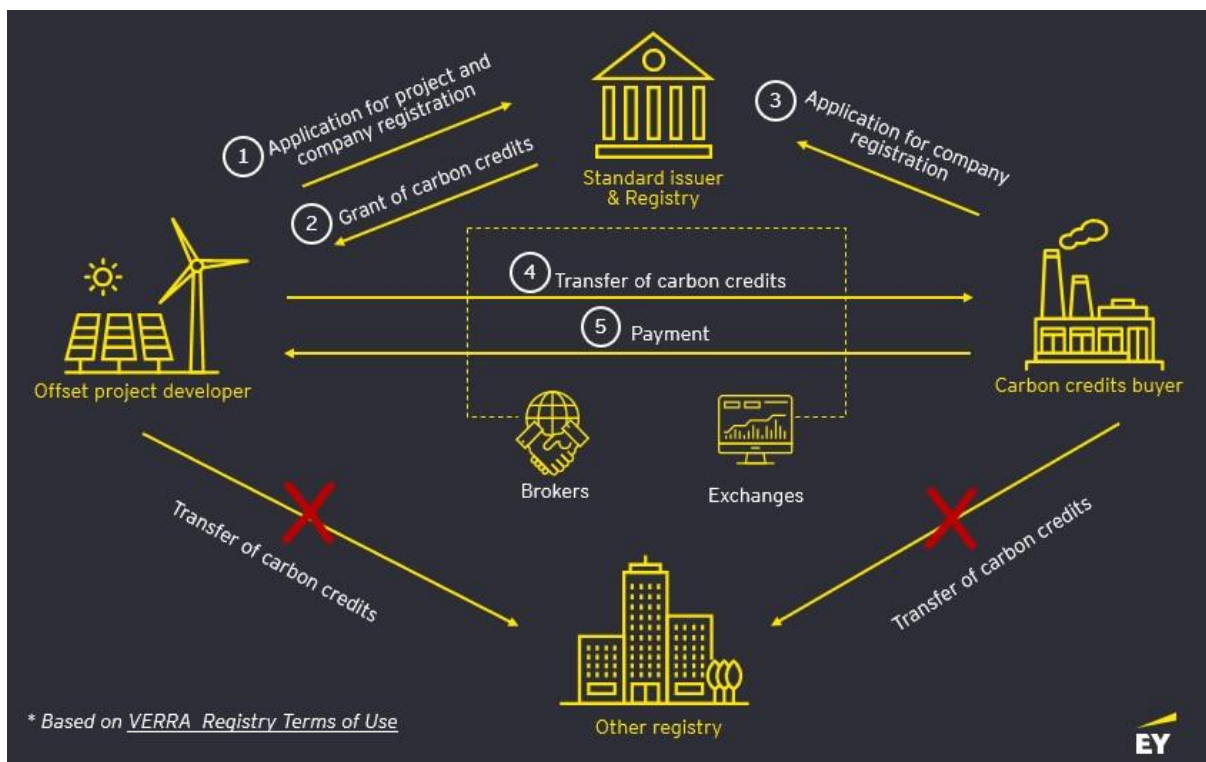 1
Application for project and
company registration
2
Grant of carbon credits
Standard issuer
& Registry
3
Application for company
registration
4
Transfer of carbon credits
5
Payment
Offset project developer
Carbon credits buyer
Brokers
Exchanges
Transfer of carbon credits
Transfer of carbon credits
Other registry
* Based on VERRA Registry Terms of Use
EY